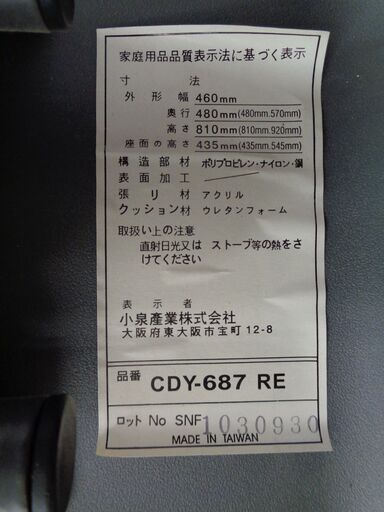 家庭用品品質表示法に基づく表示
寸法
外形 幅 460mm
奥行 480mm(480mm.570mm)
高さ 810mm(810mm.920mm)
座面の高さ 435mm(435mm.545mm)
構造部材 ポリプロピレン・ナイロン・鋼
表面加工
張り材 アクリル
クッション材 ウレタンフォーム
取扱い上の注意
直射日光又は ストーブ等の熱をさ
けてください
表示者
小泉産業株式会社
大阪府東大阪市宝町12-8
品番 CDY-687 RE
ロット No SNF 1030930
MADE IN TAIWAN